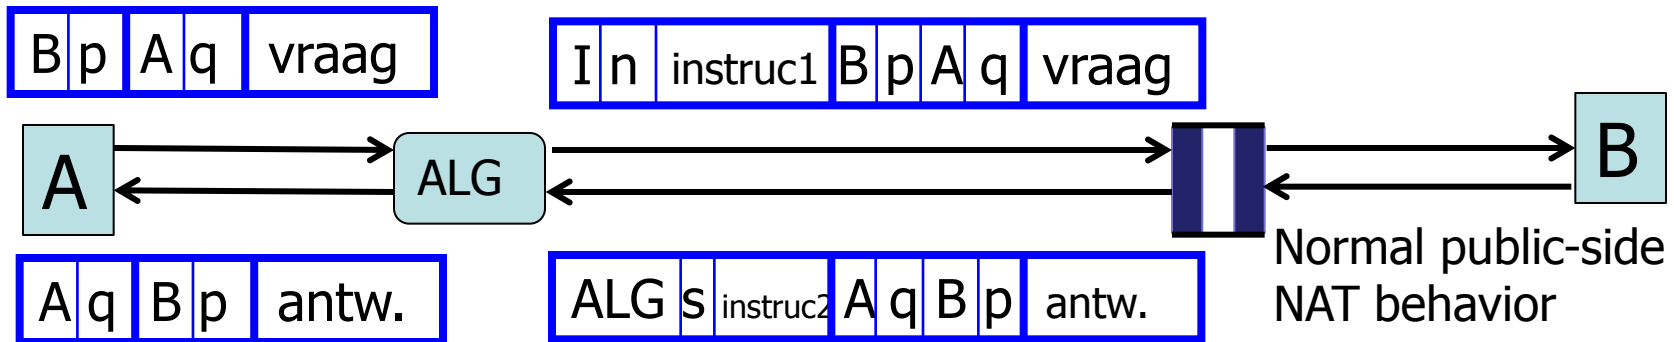 B p A q vraag
I n instruc1 B p A q vraag
A
ALG
B
Normal public-side
NAT behavior
A q B p antw.
ALG s instruc2 A q B p antw.